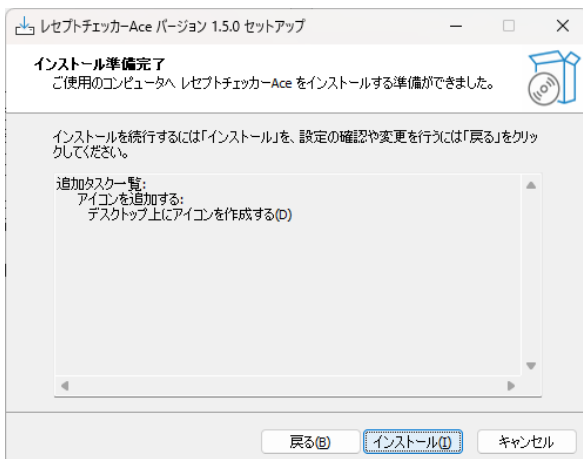 レセプトチェッカーAce バージョン 1.5.0 セットアップ
インストール準備完了
ご使用のコンピュータへ レセプトチェッカーAce をインストールする準備ができました。
インストールを続行するには「インストール」を、設定の確認や変更を行うには「戻る」をクリッ
クしてください。
追加タスク一覧:
アイコンを追加する:
デスクトップ上にアイコンを作成する(D)
戻る(B)
インストール(I)
キャンセル